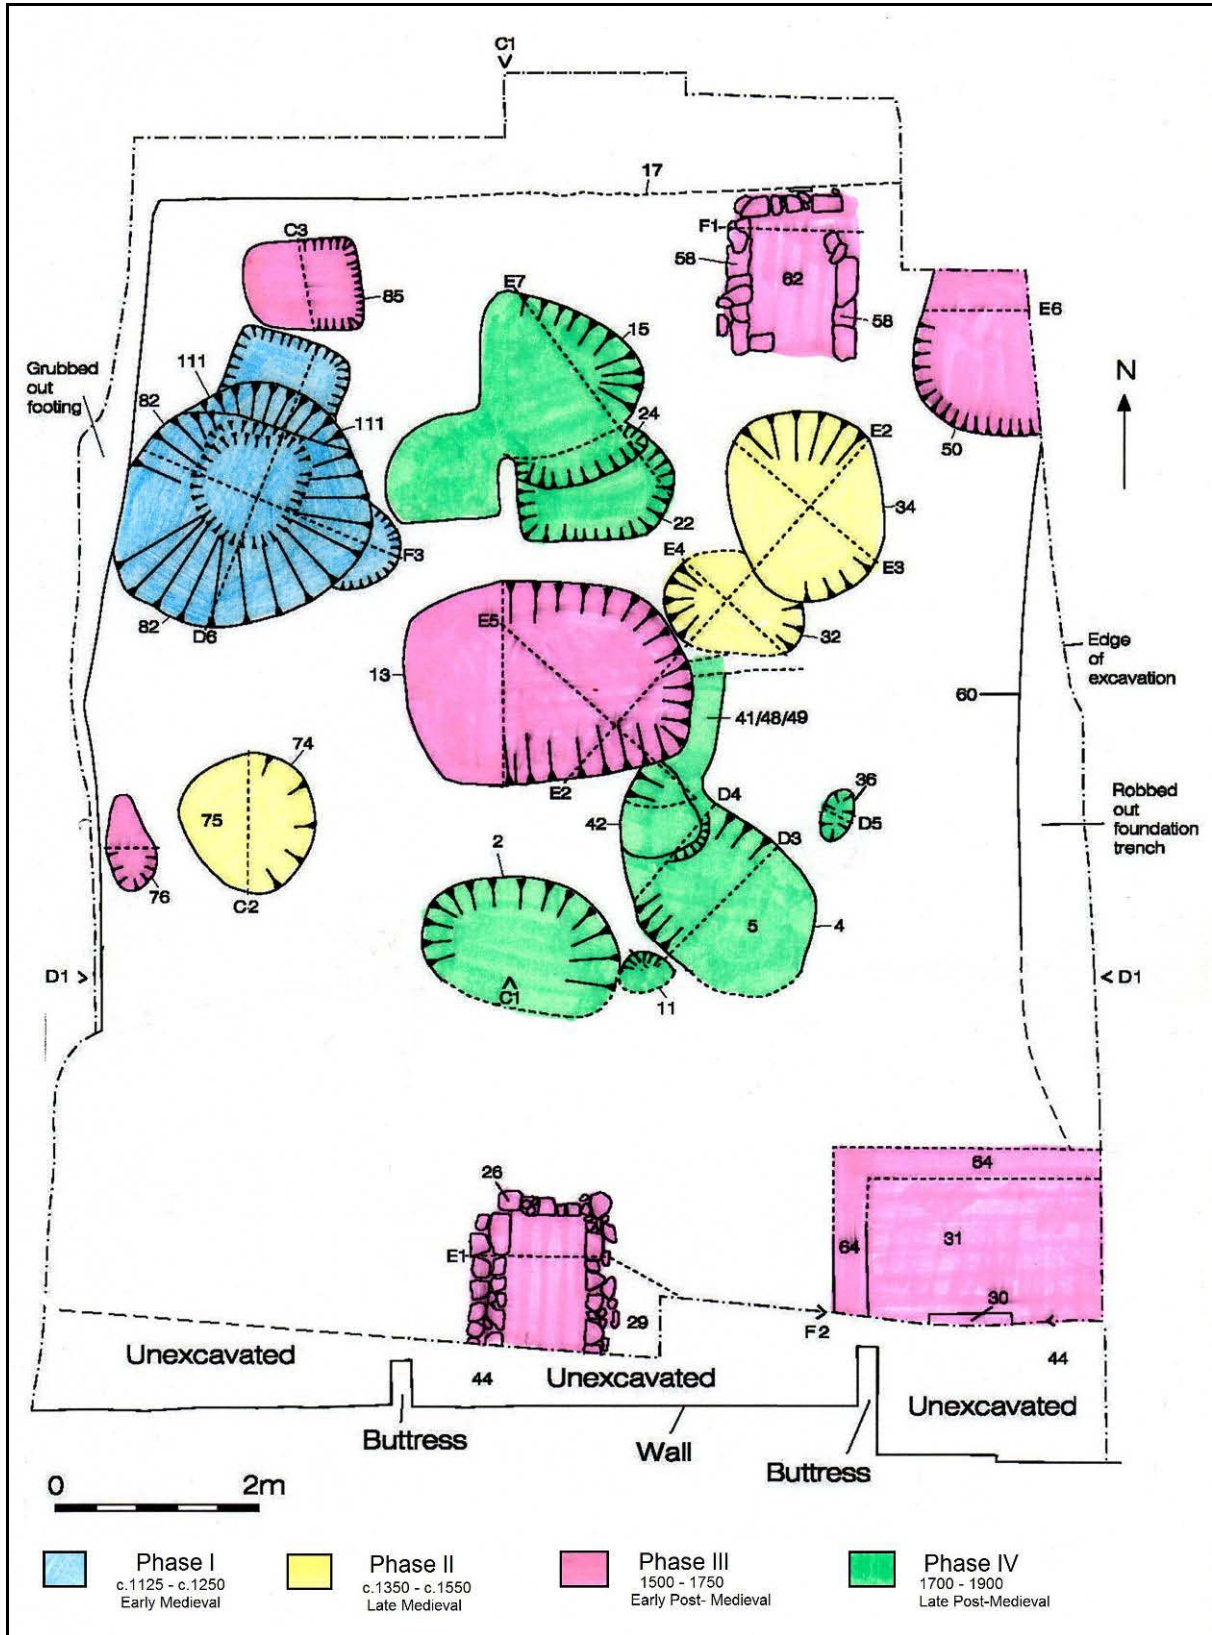 C1
17
C3
F1
58
62
85
E7
15
58
E6
Grubbed
out
footing
111
82
111
24
E2
50
N
34
22
F3
E4
E3
82
D6
32
E5
13
Edge
of
excavation
60
41/48/49
74
E2
36
D4
75
42
D5
D3
Robbed
out
foundation
trench
2
76
C2
5
4
D1
C1
11
D1
64
26
64
31
E1
30
29
F2
Unexcavated
44
Unexcavated
44
Unexcavated
Buttress
Wall
Buttress
0 2m
Phase I
c.1125 - c.1250
Early Medieval
Phase II
c.1350 - c.1550
Late Medieval
Phase III
1500 - 1750
Early Post- Medieval
Phase IV
1700 - 1900
Late Post-Medieval